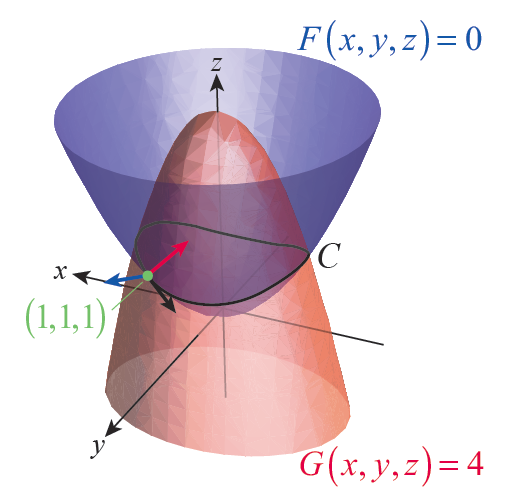 F(x, y, z) = 0
z
C
x
(1,1,1)
y
G(x, y, z) = 4